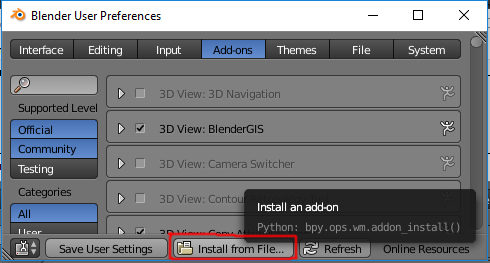 Blender User Preferences
Interface Editing Input Add-ons Themes File System
3D View: 3D Navigation
Supported Level
Official
3D View: BlenderGIS
Community
3D View: Camera Switcher
Testing
Categories
3D View: Contou
All
Install an add-on
User
3D View: Copy A
Python: bpy.ops.wm.addon_install()
Save User Settings Install from File... Refresh Online Resources